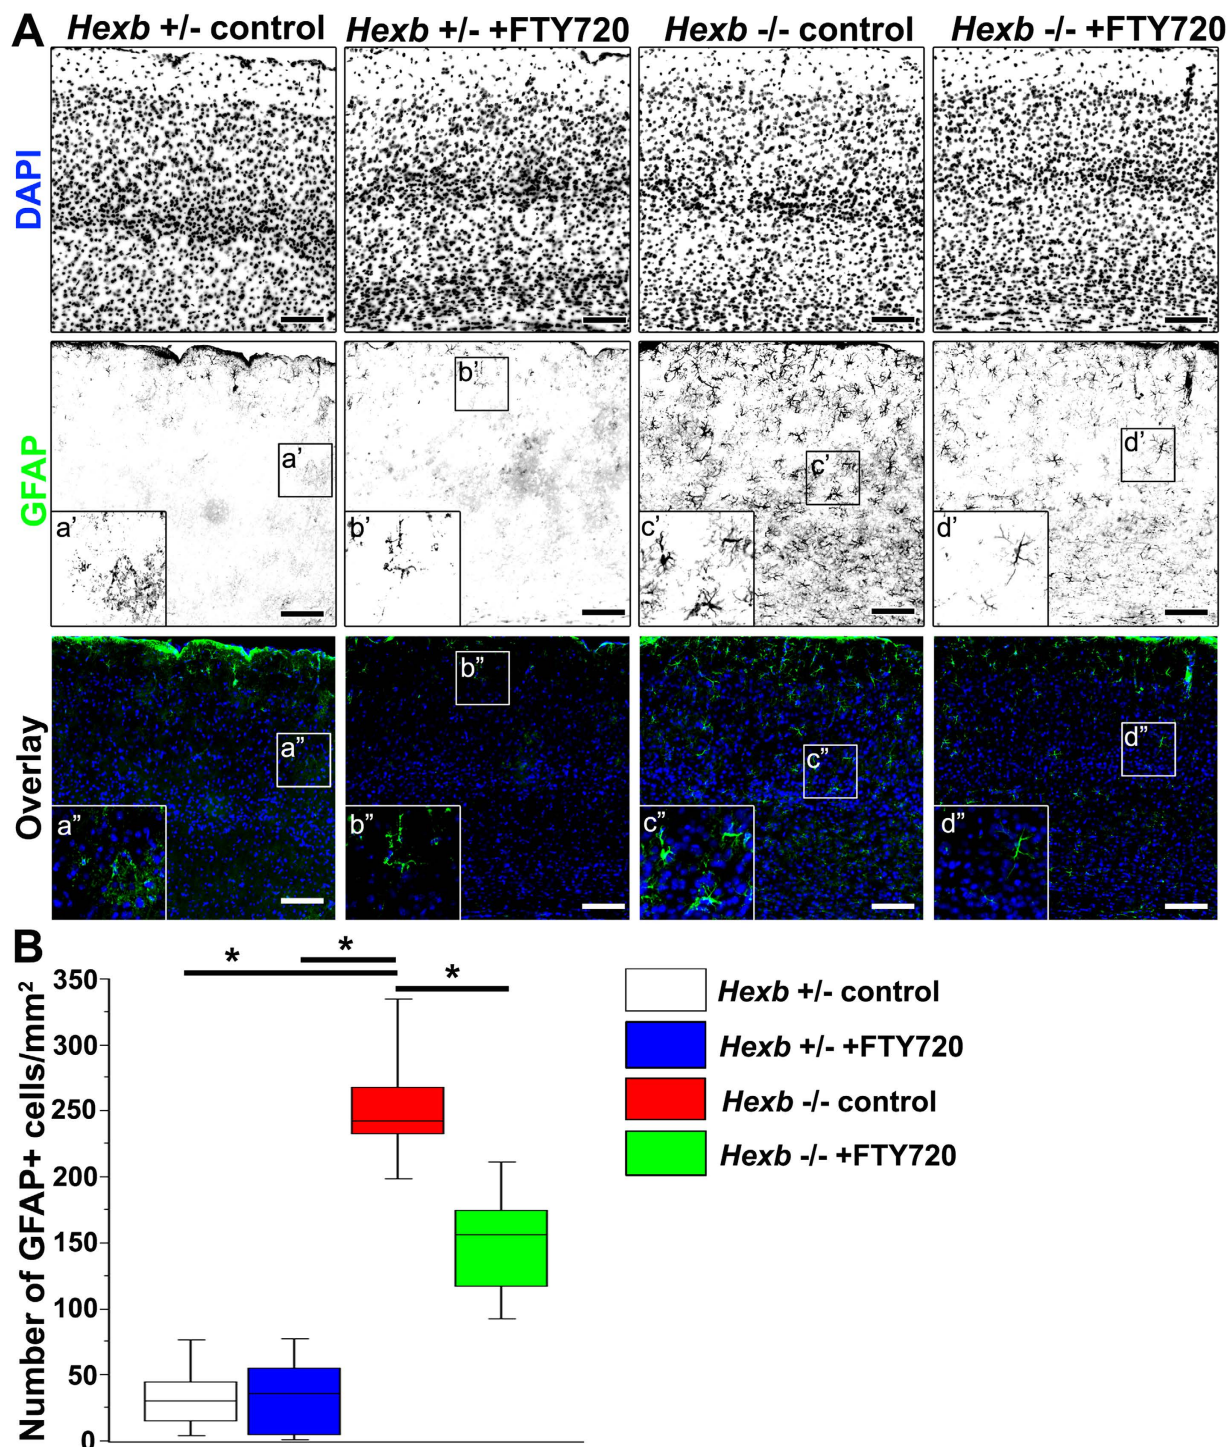 A
Hexb +/- control
Hexb +/- +FTY720
Hexb -/- control
Hexb -/- +FTY720
DAPI
GFAP
a’
b’
c’
d’
a’
b’
c’
d’
Overlay
a”
b”
c”
d”
a”
b”
c”
d”
B
*
*
*
Number of GFAP+ cells/mm²
350
300
250
200
150
100
50
0
Hexb +/- control
Hexb +/- +FTY720
Hexb -/- control
Hexb -/- +FTY720